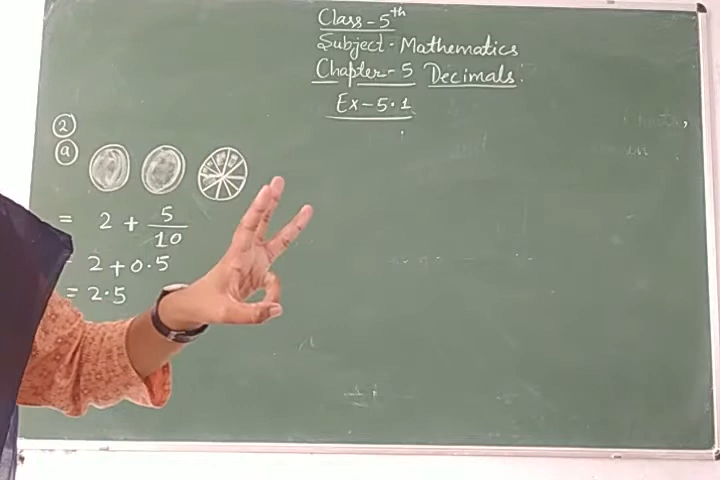 Class - 5th
Subject - Mathematics
Chapter - 5 Decimals.
Ex - 5.1
2
a
= 2 + 5/10
= 2 + 0.5
= 2.5